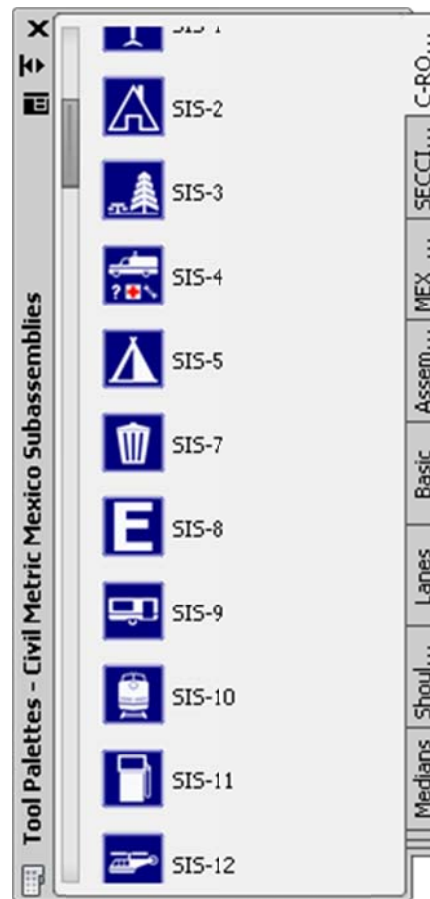 Tool Palettes - Civil Metric Mexico Subassemblies
SIS-2
SIS-3
?
SIS-4
SIS-5
SIS-7
E
SIS-8
SIS-9
SIS-10
SIS-11
SIS-12
C-RO...
SECCI...
MEX ...
Assem...
Basic
Lanes
Shoul...
Medians